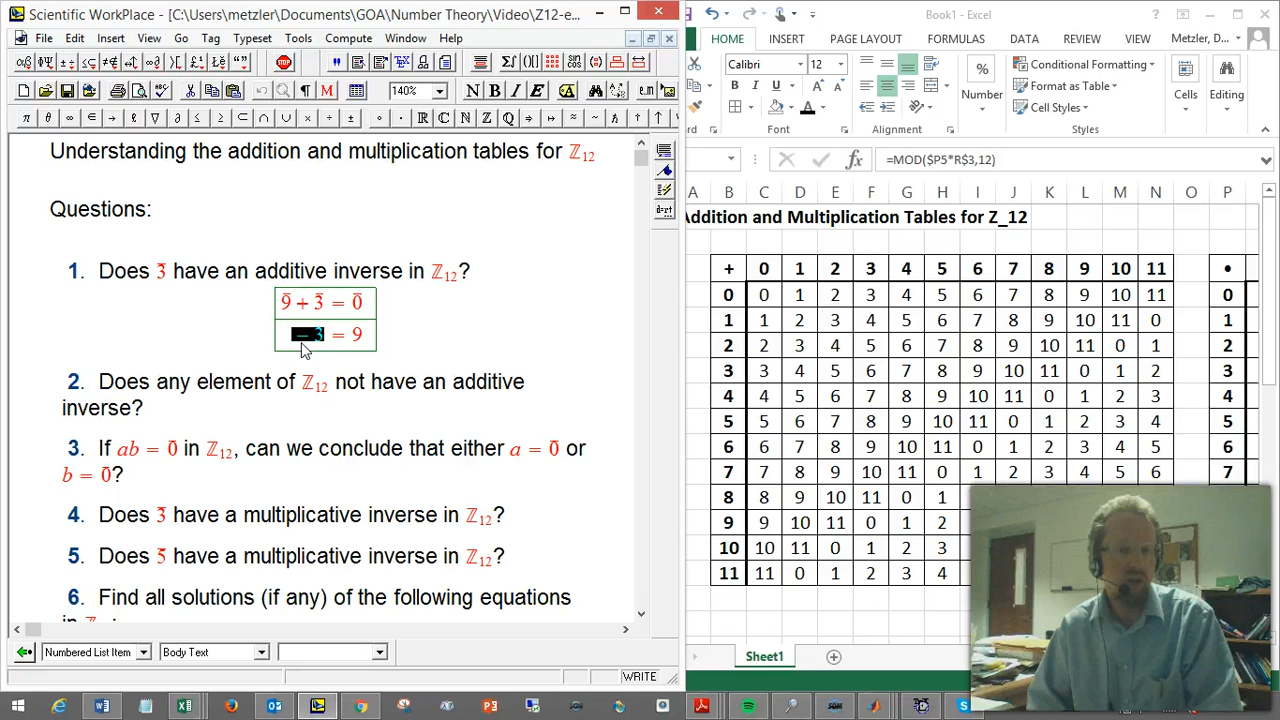 Scientific WorkPlace - [C:\Users\metzler\Documents\GOA\Number Theory\Video\Z12-e...
File Edit Insert View Go Tag Typeset Tools Compute Window Help
140%
N B I E
Understanding the addition and multiplication tables for ℤ₁₂
Questions:
1. Does 3̄ have an additive inverse in ℤ₁₂?
9̄ + 3̄ = 0̄
− 3 = 9
2. Does any element of ℤ₁₂ not have an additive
inverse?
3. If ab = 0̄ in ℤ₁₂, can we conclude that either a = 0̄ or
b = 0̄?
4. Does 3̄ have a multiplicative inverse in ℤ₁₂?
5. Does 5̄ have a multiplicative inverse in ℤ₁₂?
6. Find all solutions (if any) of the following equations
Numbered List Item Body Text
WRITE
Book1 - Excel
HOME INSERT PAGE LAYOUT FORMULAS DATA REVIEW VIEW Metzler, D...
Calibri 12
B I U
Conditional Formatting
Format as Table
Cell Styles
% Number Cells Editing
Font Alignment Styles
fx =MOD($P5*R$3,12)
A B C D E F G H I J K L M N O P
Addition and Multiplication Tables for Z_12
+ 0 1 2 3 4 5 6 7 8 9 10 11 •
0 0 1 2 3 4 5 6 7 8 9 10 11 0
1 1 2 3 4 5 6 7 8 9 10 11 0 1
2 2 3 4 5 6 7 8 9 10 11 0 1 2
3 3 4 5 6 7 8 9 10 11 0 1 2 3
4 4 5 6 7 8 9 10 11 0 1 2 3 4
5 5 6 7 8 9 10 11 0 1 2 3 4 5
6 6 7 8 9 10 11 0 1 2 3 4 5 6
7 7 8 9 10 11 0 1 2 3 4 5 6 7
8 8 9 10 11 0 1
9 9 10 11 0 1 2
10 10 11 0 1 2 3
11 11 0 1 2 3 4
Sheet1